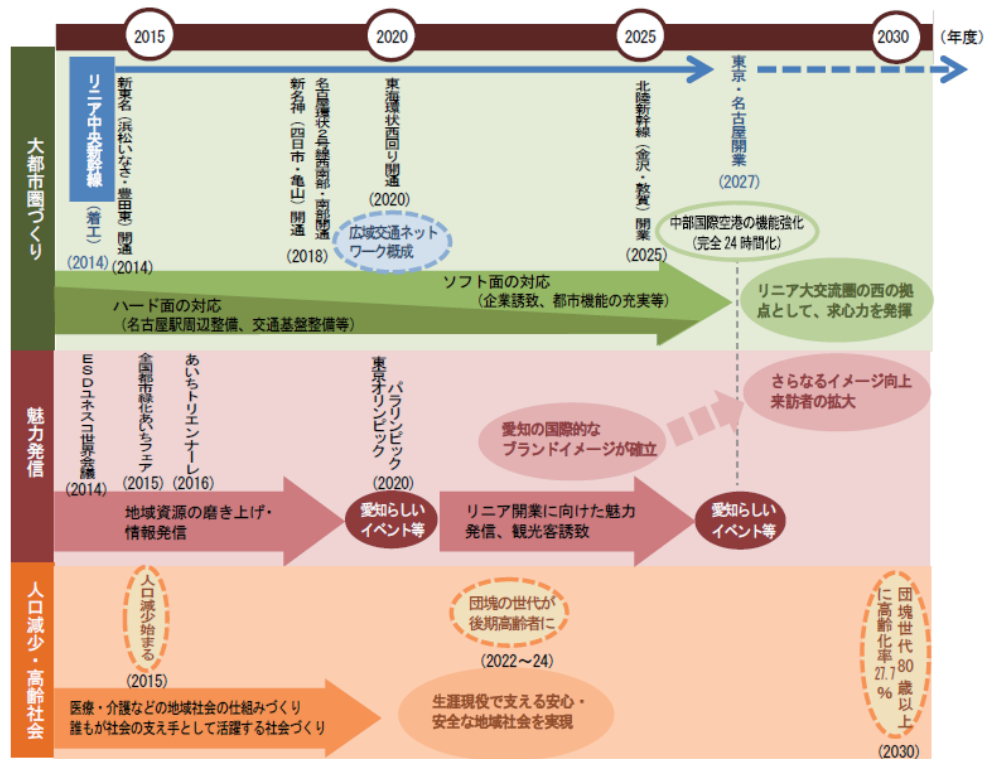 2015
2020
2025
2030
(年度)
大都市圏づくり
リニア中央新幹線
(着工)
(2014)
新東名(浜松いなさ・豊田東)開通
(2014)
新名神(四日市・亀山)開通
名古屋環状2号線西南部・南部開通
(2018)
東海環状西回り開通
(2020)
広域交通ネット
ワーク概成
北陸新幹線(金沢・敦賀)開業
(2025)
東京・名古屋開業
(2027)
中部国際空港の機能強化
(完全24時間化)
ソフト面の対応
(企業誘致、都市機能の充実等)
ハード面の対応
(名古屋駅周辺整備、交通基盤整備等)
リニア大交流圏の西の拠
点として、求心力を発揮
魅力発信
ESDユネスコ世界会議
(2014)
全国都市緑化あいちフェア
(2015)
あいちトリエンナーレ
(2016)
東京オリンピック
パラリンピック
(2020)
愛知の国際的な
ブランドイメージが確立
さらなるイメージ向上
来訪者の拡大
地域資源の磨き上げ・
情報発信
愛知らしい
イベント等
リニア開業に向けた魅力
発信、観光客誘致
愛知らしい
イベント等
人口減少・高齢社会
人口減少始まる
(2015)
団塊の世代が
後期高齢者に
(2022～24)
団塊世代80歳以上
に高齢化率27.7%
(2030)
医療・介護などの地域社会の仕組みづくり
誰もが社会の支え手として活躍する社会づくり
生涯現役で支える安心・
安全な地域社会を実現